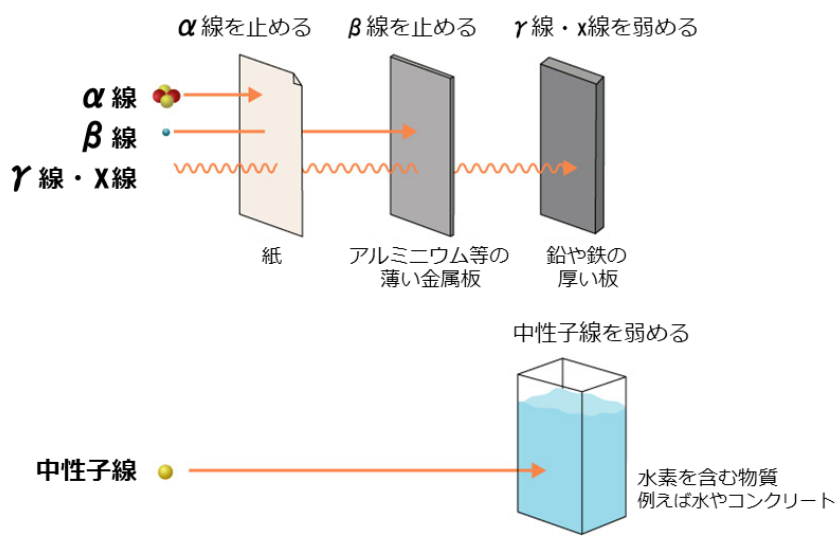 α線を止める
β線を止める
γ線・x線を弱める
α線
β線
γ線・X線
紙
アルミニウム等の
薄い金属板
鉛や鉄の
厚い板
中性子線を弱める
中性子線
水素を含む物質
例えば水やコンクリート